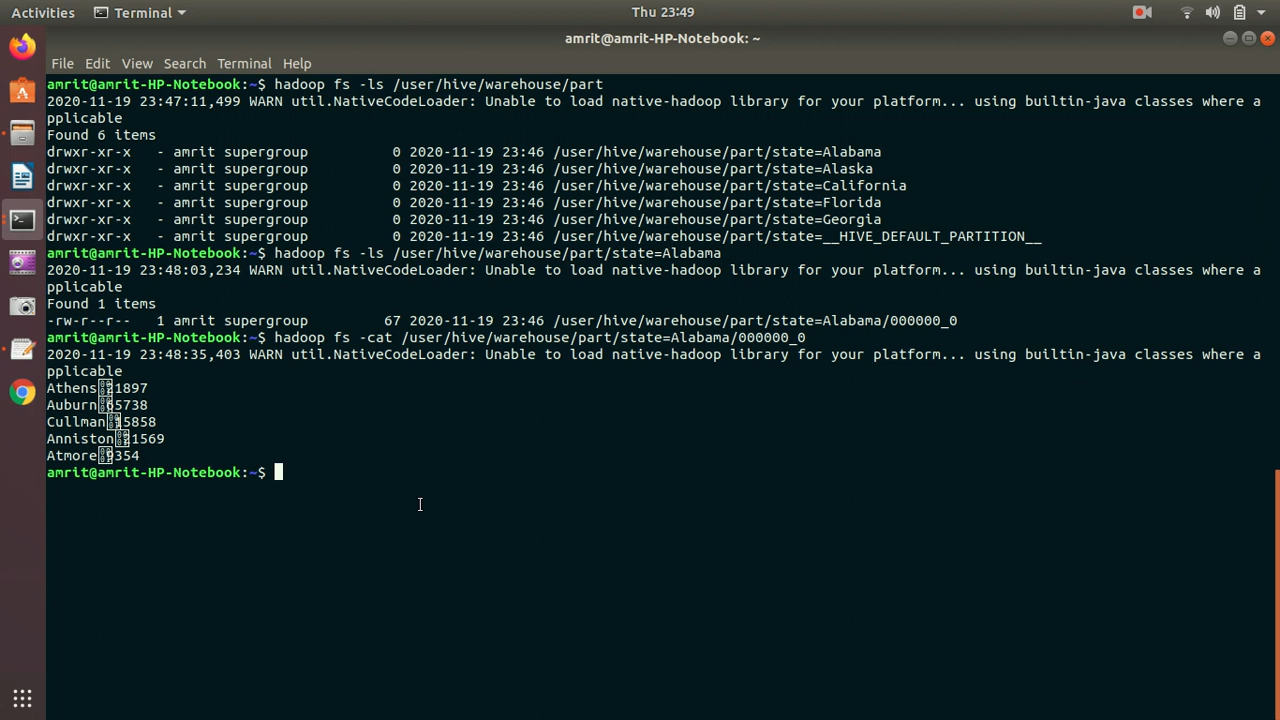 Activities Terminal Thu 23:49
amrit@amrit-HP-Notebook: ~
File Edit View Search Terminal Help
amrit@amrit-HP-Notebook:~$ hadoop fs -ls /user/hive/warehouse/part
2020-11-19 23:47:11,499 WARN util.NativeCodeLoader: Unable to load native-hadoop library for your platform... using builtin-java classes where a
pplicable
Found 6 items
drwxr-xr-x   - amrit supergroup          0 2020-11-19 23:46 /user/hive/warehouse/part/state=Alabama
drwxr-xr-x   - amrit supergroup          0 2020-11-19 23:46 /user/hive/warehouse/part/state=Alaska
drwxr-xr-x   - amrit supergroup          0 2020-11-19 23:46 /user/hive/warehouse/part/state=California
drwxr-xr-x   - amrit supergroup          0 2020-11-19 23:46 /user/hive/warehouse/part/state=Florida
drwxr-xr-x   - amrit supergroup          0 2020-11-19 23:46 /user/hive/warehouse/part/state=Georgia
drwxr-xr-x   - amrit supergroup          0 2020-11-19 23:46 /user/hive/warehouse/part/state=__HIVE_DEFAULT_PARTITION__
amrit@amrit-HP-Notebook:~$ hadoop fs -ls /user/hive/warehouse/part/state=Alabama
2020-11-19 23:48:03,234 WARN util.NativeCodeLoader: Unable to load native-hadoop library for your platform... using builtin-java classes where a
pplicable
Found 1 items
-rw-r--r--   1 amrit supergroup         67 2020-11-19 23:46 /user/hive/warehouse/part/state=Alabama/000000_0
amrit@amrit-HP-Notebook:~$ hadoop fs -cat /user/hive/warehouse/part/state=Alabama/000000_0
2020-11-19 23:48:35,403 WARN util.NativeCodeLoader: Unable to load native-hadoop library for your platform... using builtin-java classes where a
pplicable
Athens 21897
Auburn 65738
Cullman 15858
Anniston 21569
Atmore 9354
amrit@amrit-HP-Notebook:~$